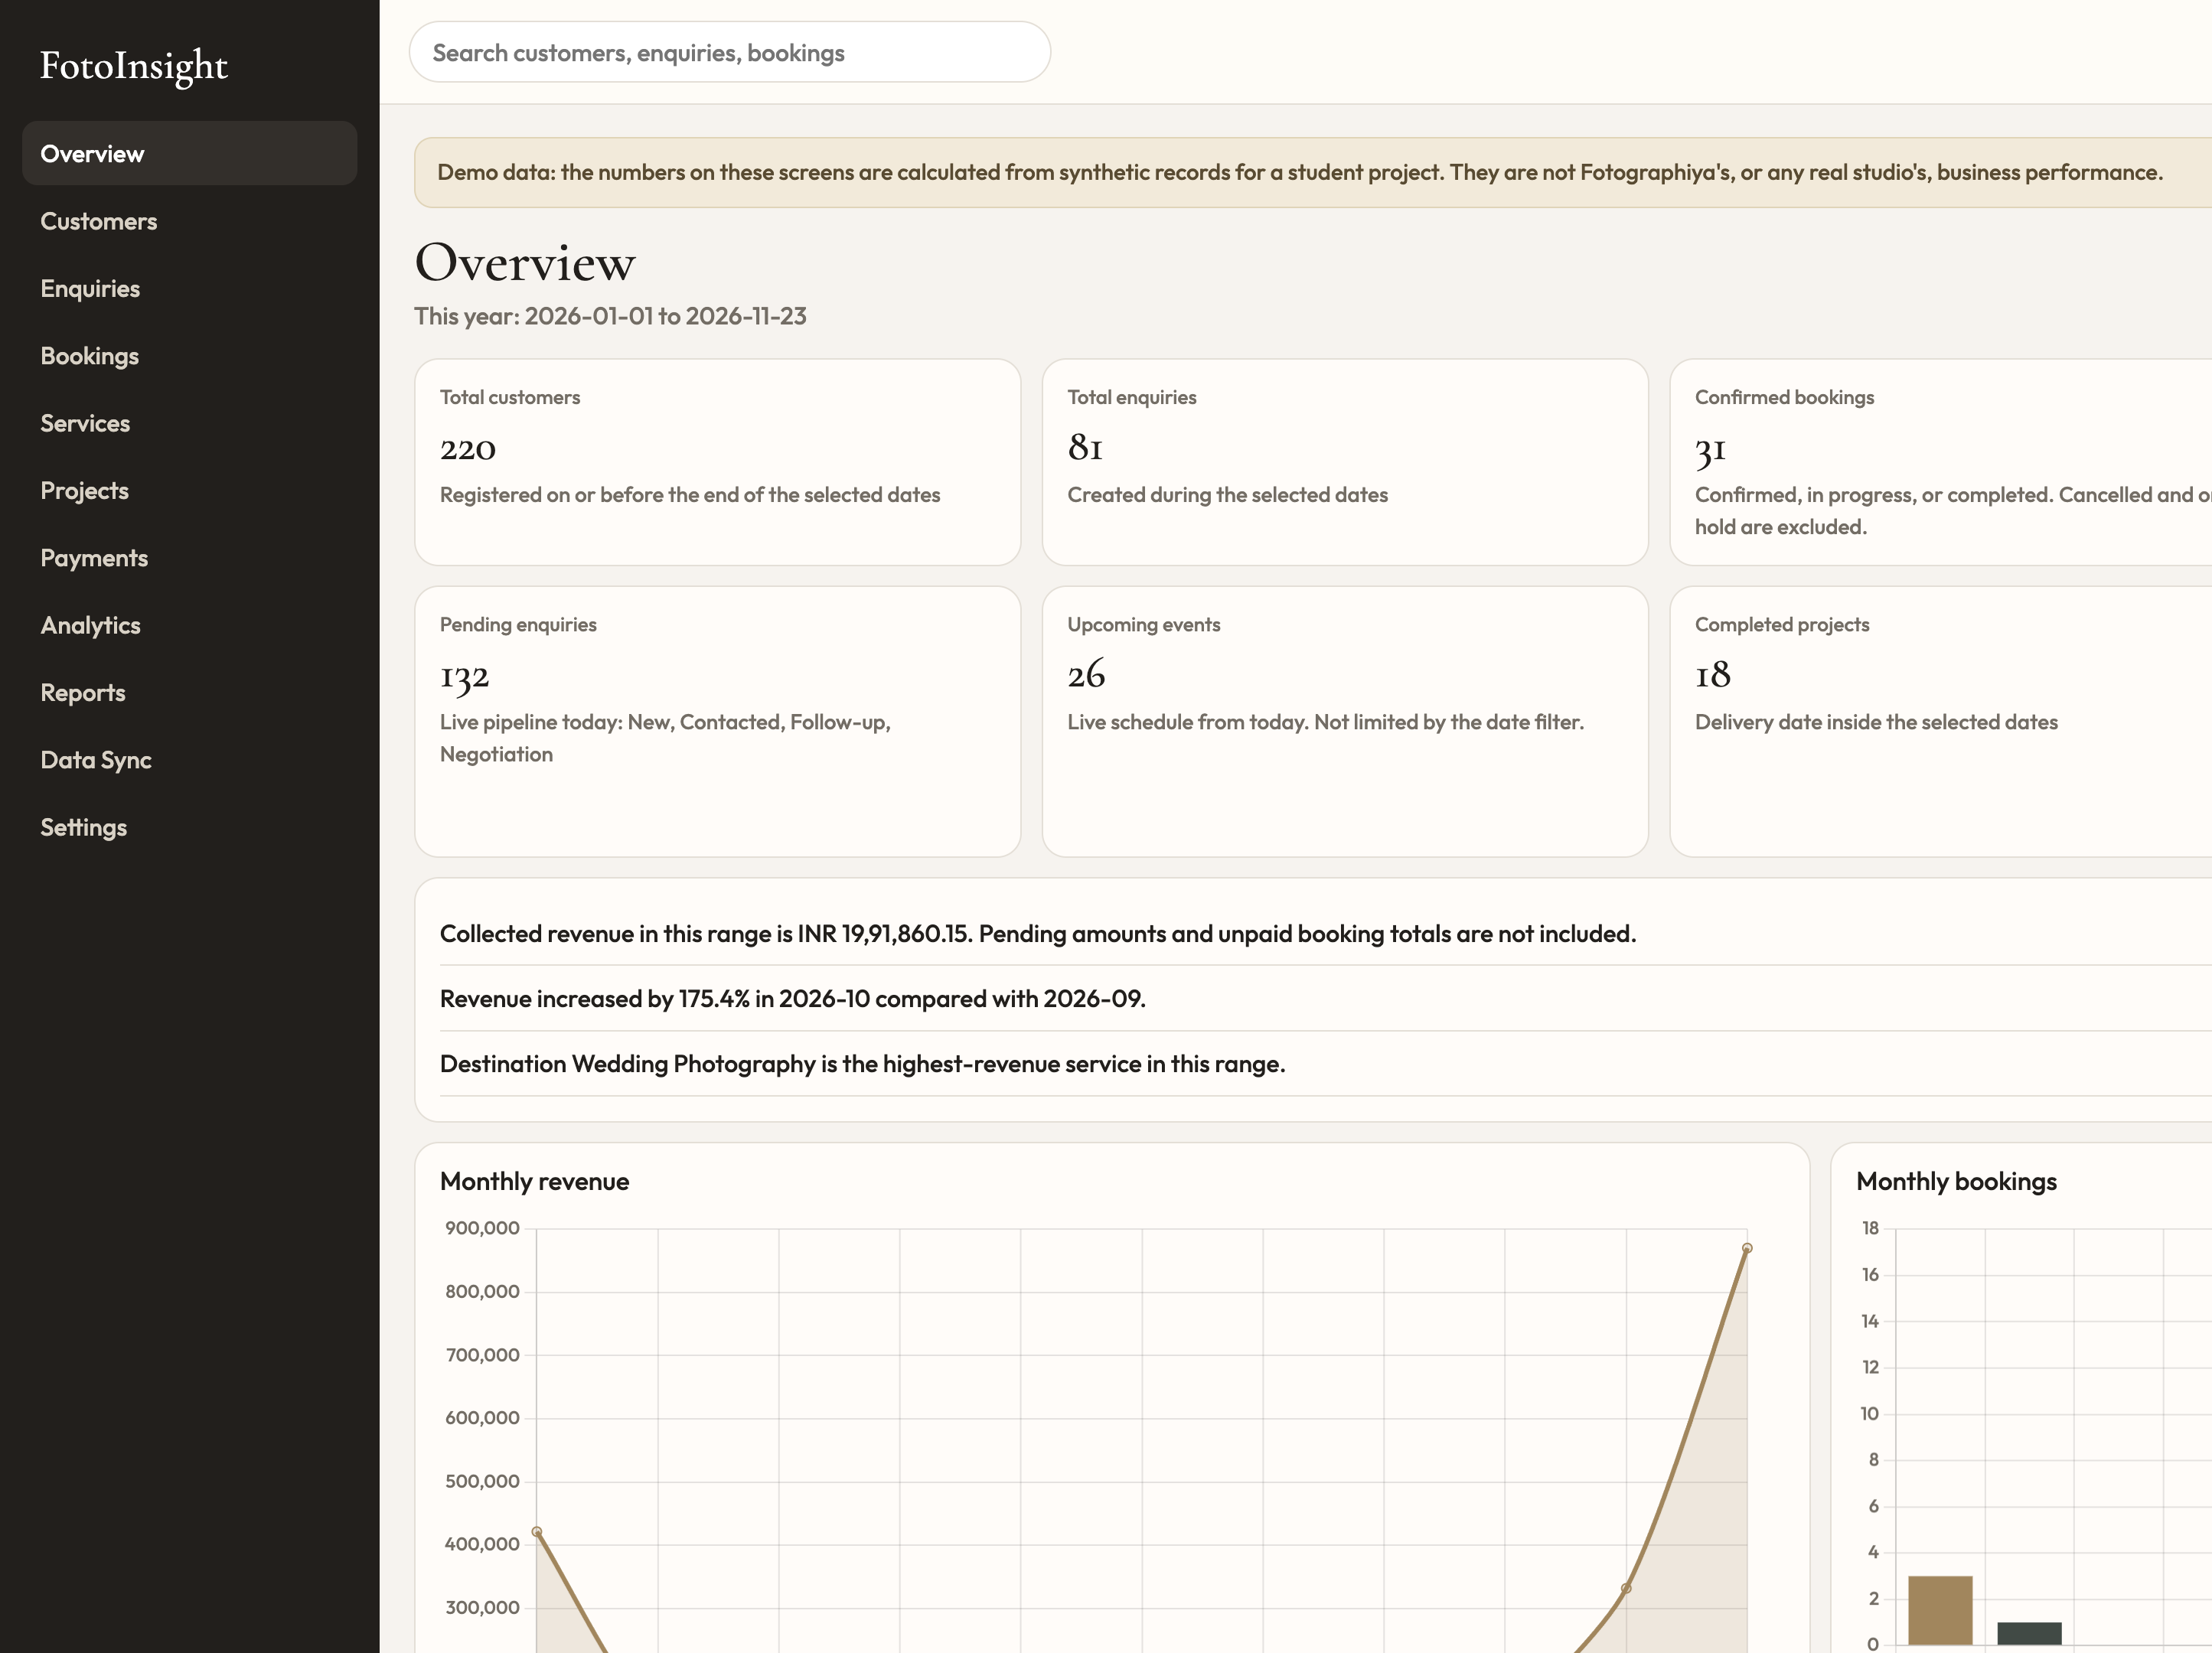 FotoInsight
Overview
Customers
Enquiries
Bookings
Services
Projects
Payments
Analytics
Reports
Data Sync
Settings
Search customers, enquiries, bookings
Demo data: the numbers on these screens are calculated from synthetic records for a student project. They are not Fotographiya's, or any real studio's, business performance.
Overview
This year: 2026-01-01 to 2026-11-23
Total customers
220
Registered on or before the end of the selected dates
Total enquiries
81
Created during the selected dates
Confirmed bookings
31
Confirmed, in progress, or completed. Cancelled and
hold are excluded.
Pending enquiries
132
Live pipeline today: New, Contacted, Follow-up,
Negotiation
Upcoming events
26
Live schedule from today. Not limited by the date filter.
Completed projects
18
Delivery date inside the selected dates
Collected revenue in this range is INR 19,91,860.15. Pending amounts and unpaid booking totals are not included.
Revenue increased by 175.4% in 2026-10 compared with 2026-09.
Destination Wedding Photography is the highest-revenue service in this range.
Monthly revenue
900,000
800,000
700,000
600,000
500,000
400,000
300,000
Monthly bookings
18
16
14
12
10
8
6
4
2
0